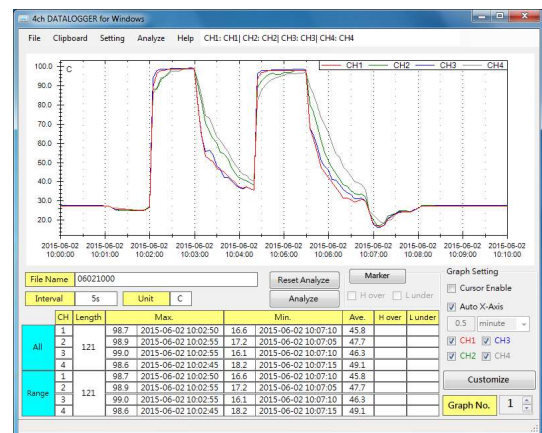 4ch DATALOGGER for Windows
File Clipboard Setting Analyze Help CH1: CH1| CH2: CH2| CH3: CH3| CH4: CH4
C
CH1 CH2 CH3 CH4
100.0
90.0
80.0
70.0
60.0
50.0
40.0
30.0
20.0
2015-06-02 2015-06-02 2015-06-02 2015-06-02 2015-06-02 2015-06-02 2015-06-02 2015-06-02 2015-06-02 2015-06-02 2015-06-02
10:00:00 10:01:00 10:02:00 10:03:00 10:04:00 10:05:00 10:06:00 10:07:00 10:08:00 10:09:00 10:10:00
File Name 06021000 Reset Analyze Marker Graph Setting
Cursor Enable
Interval 5s Unit C Analyze H over L under Auto X-Axis
0.5 minute
CH Length Max. Min. Ave. H over L under
All 121
1 98.7 2015-06-02 10:02:50 16.6 2015-06-02 10:07:10 45.8
2 98.9 2015-06-02 10:02:55 17.2 2015-06-02 10:07:05 47.7
3 99.0 2015-06-02 10:02:55 16.1 2015-06-02 10:07:10 46.3
4 98.6 2015-06-02 10:02:45 18.2 2015-06-02 10:07:15 49.1
Range 121
1 98.7 2015-06-02 10:02:50 16.6 2015-06-02 10:07:10 45.8
2 98.9 2015-06-02 10:02:55 17.2 2015-06-02 10:07:05 47.7
3 99.0 2015-06-02 10:02:55 16.1 2015-06-02 10:07:10 46.3
4 98.6 2015-06-02 10:02:45 18.2 2015-06-02 10:07:15 49.1
CH1 CH3
CH2 CH4
Customize
Graph No. 1